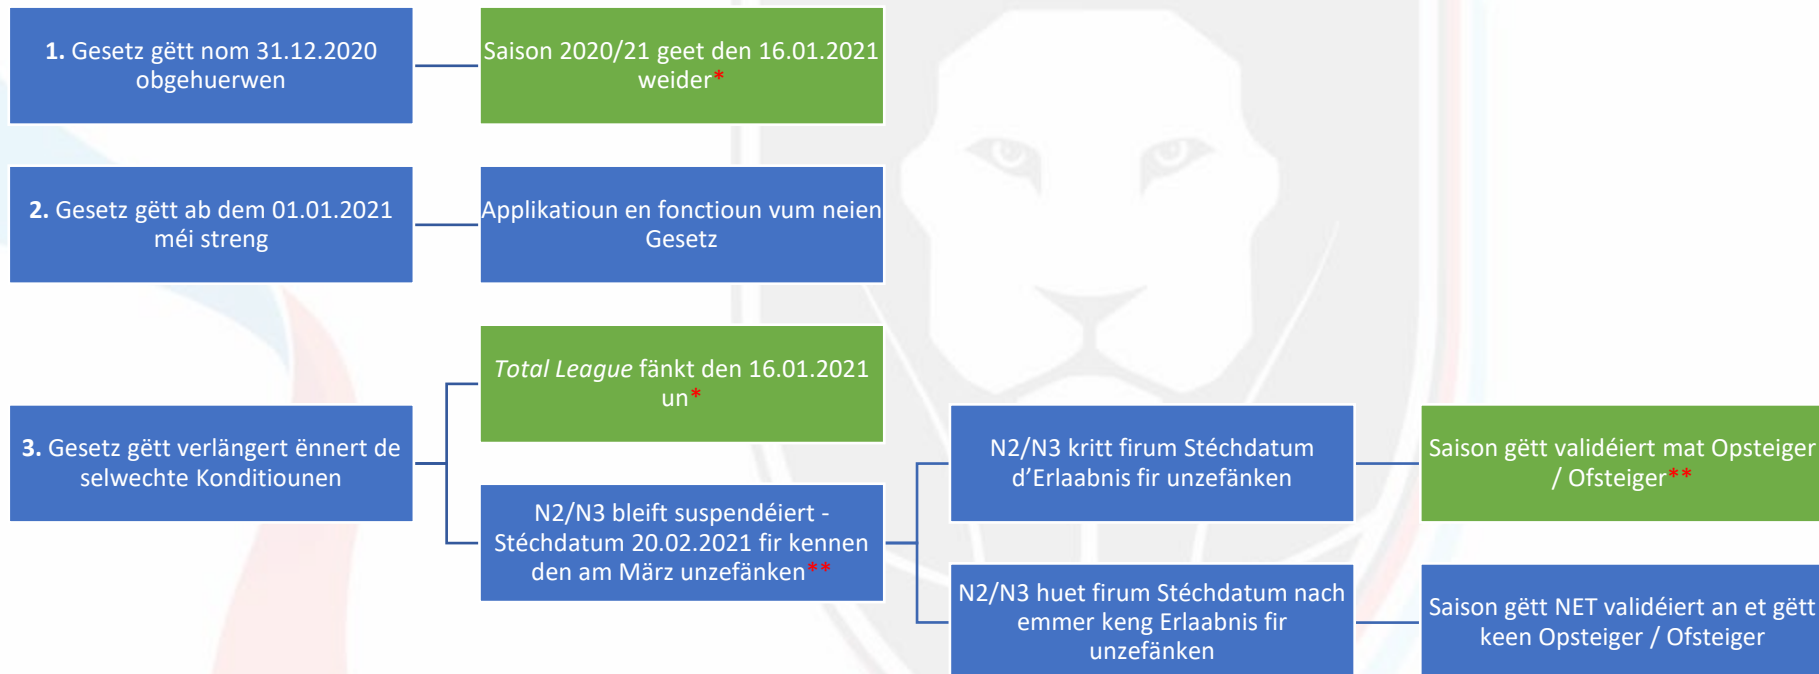 1. Gesetz gëtt nom 31.12.2020
obgehuerwen
Saison 2020/21 geet den 16.01.2021
weider*
2. Gesetz gëtt ab dem 01.01.2021
méi streng
Applikatioun en fonctioun vum neien
Gesetz
3. Gesetz gëtt verlängert ënnert de
selwechte Konditiounen
Total League fänkt den 16.01.2021
un*
N2/N3 bleift suspendéiert -
Stéchdatum 20.02.2021 fir kennen
den am März unzefänken**
N2/N3 kritt firum Stéchdatum
d'Erlaabnis fir unzefänken
Saison gëtt validéiert mat Opsteiger
/ Ofsteiger**
N2/N3 huet firum Stéchdatum nach
emmer keng Erlaabnis fir
unzefänken
Saison gëtt NET validéiert an et gëtt
keen Opsteiger / Ofsteiger